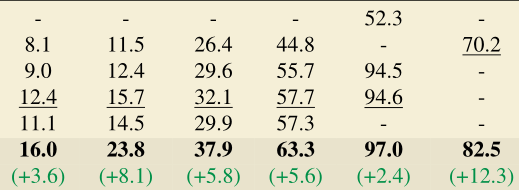 - - - - 52.3 -
8.1 11.5 26.4 44.8 - 70.2
9.0 12.4 29.6 55.7 94.5 -
12.4 15.7 32.1 57.7 94.6 -
11.1 14.5 29.9 57.3 - -
16.0 23.8 37.9 63.3 97.0 82.5
(+3.6) (+8.1) (+5.8) (+5.6) (+2.4) (+12.3)